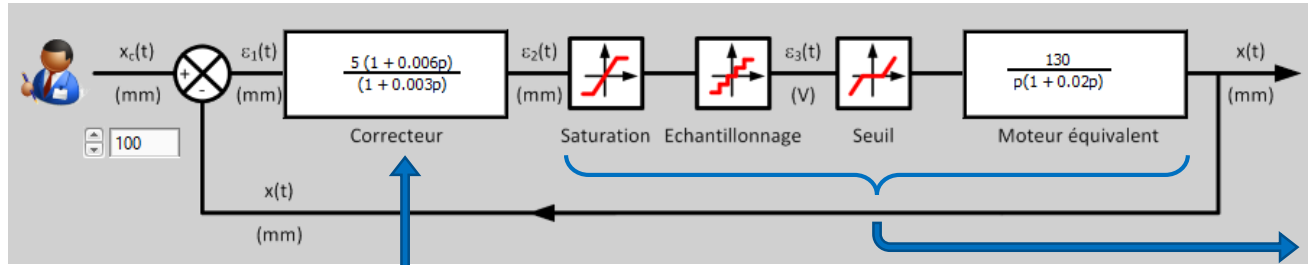 x_c(t) ε₁(t) 5 (1 + 0.006p) ε₂(t) ε₃(t) 130 x(t)
+ - (1 + 0.003p) p(1 + 0.02p)
(mm) (mm) (mm) (V) (mm)
100 Correcteur Saturation Echantillonnage Seuil Moteur équivalent
x(t)
(mm)